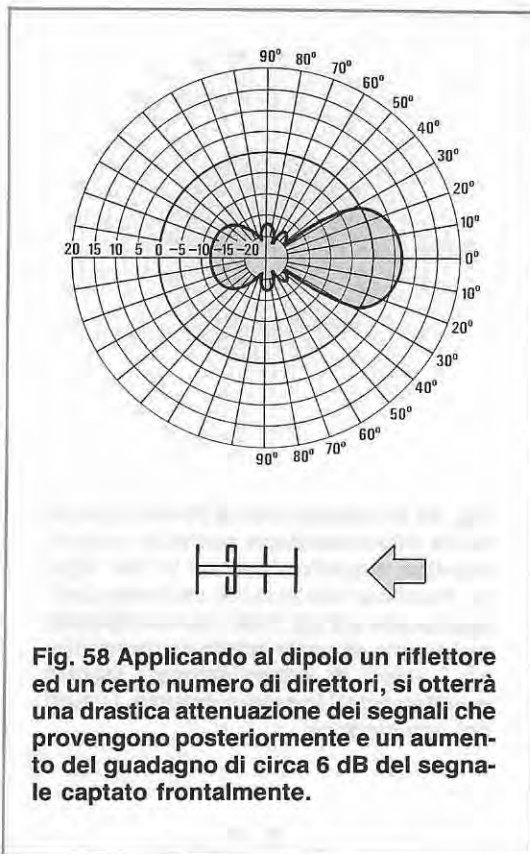 90° 80°
70°
60°
50°
40°
30°
20°
10°
20 15 10 5 0 –5 –10 –15 –20 0°
10°
20°
30°
40°
50°
90° 80° 70° 60°
Fig. 58 Applicando al dipolo un riflettore
ed un certo numero di direttori, si otterrà
una drastica attenuazione dei segnali che
provengono posteriormente e un aumen-
to del guadagno di circa 6 dB del segna-
le captato frontalmente.